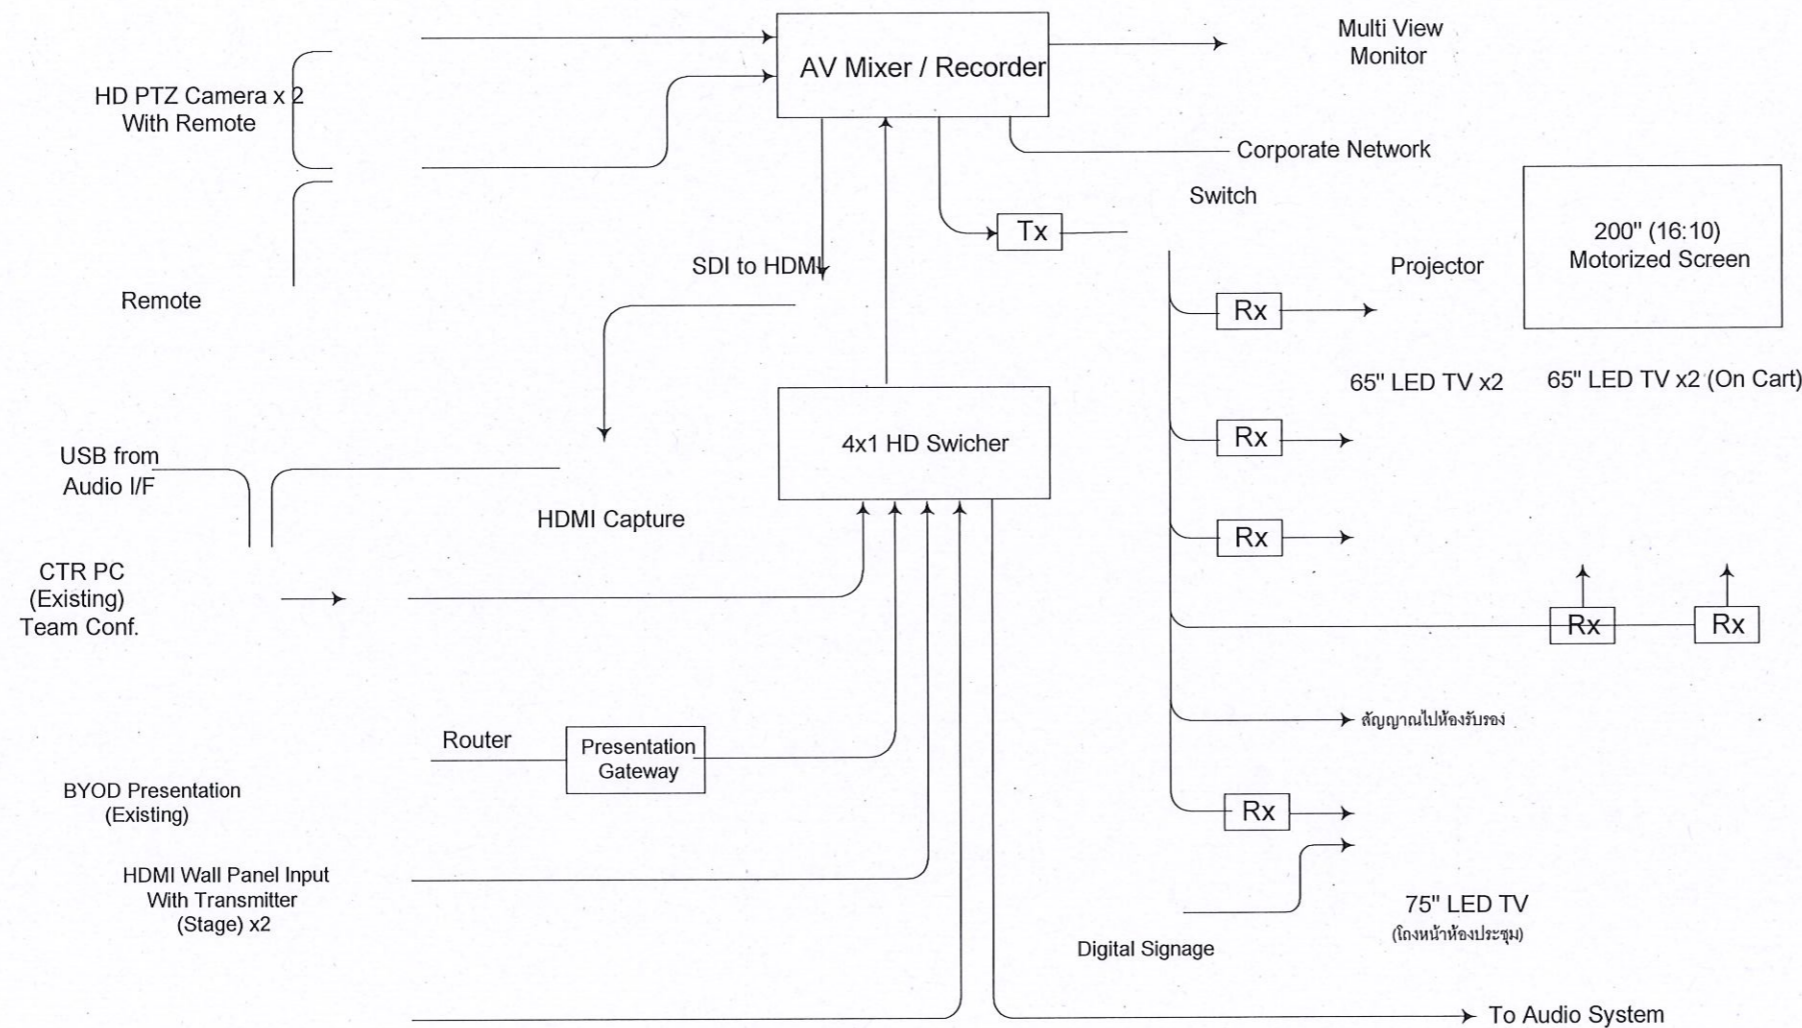 Multi View
Monitor
AV Mixer / Recorder
HD PTZ Camera x 2
With Remote
Corporate Network
Switch
Tx
200" (16:10)
Motorized Screen
SDI to HDMI
Projector
Remote
Rx
65" LED TV x2
65" LED TV x2 (On Cart)
4x1 HD Swicher
Rx
USB from
Audio I/F
HDMI Capture
Rx
CTR PC
(Existing)
Team Conf.
Rx
Rx
สัญญาณไปห้องรับรอง
Router
Presentation
Gateway
BYOD Presentation
(Existing)
Rx
HDMI Wall Panel Input
With Transmitter
(Stage) x2
75" LED TV
(โถงหน้าห้องประชุม)
Digital Signage
To Audio System